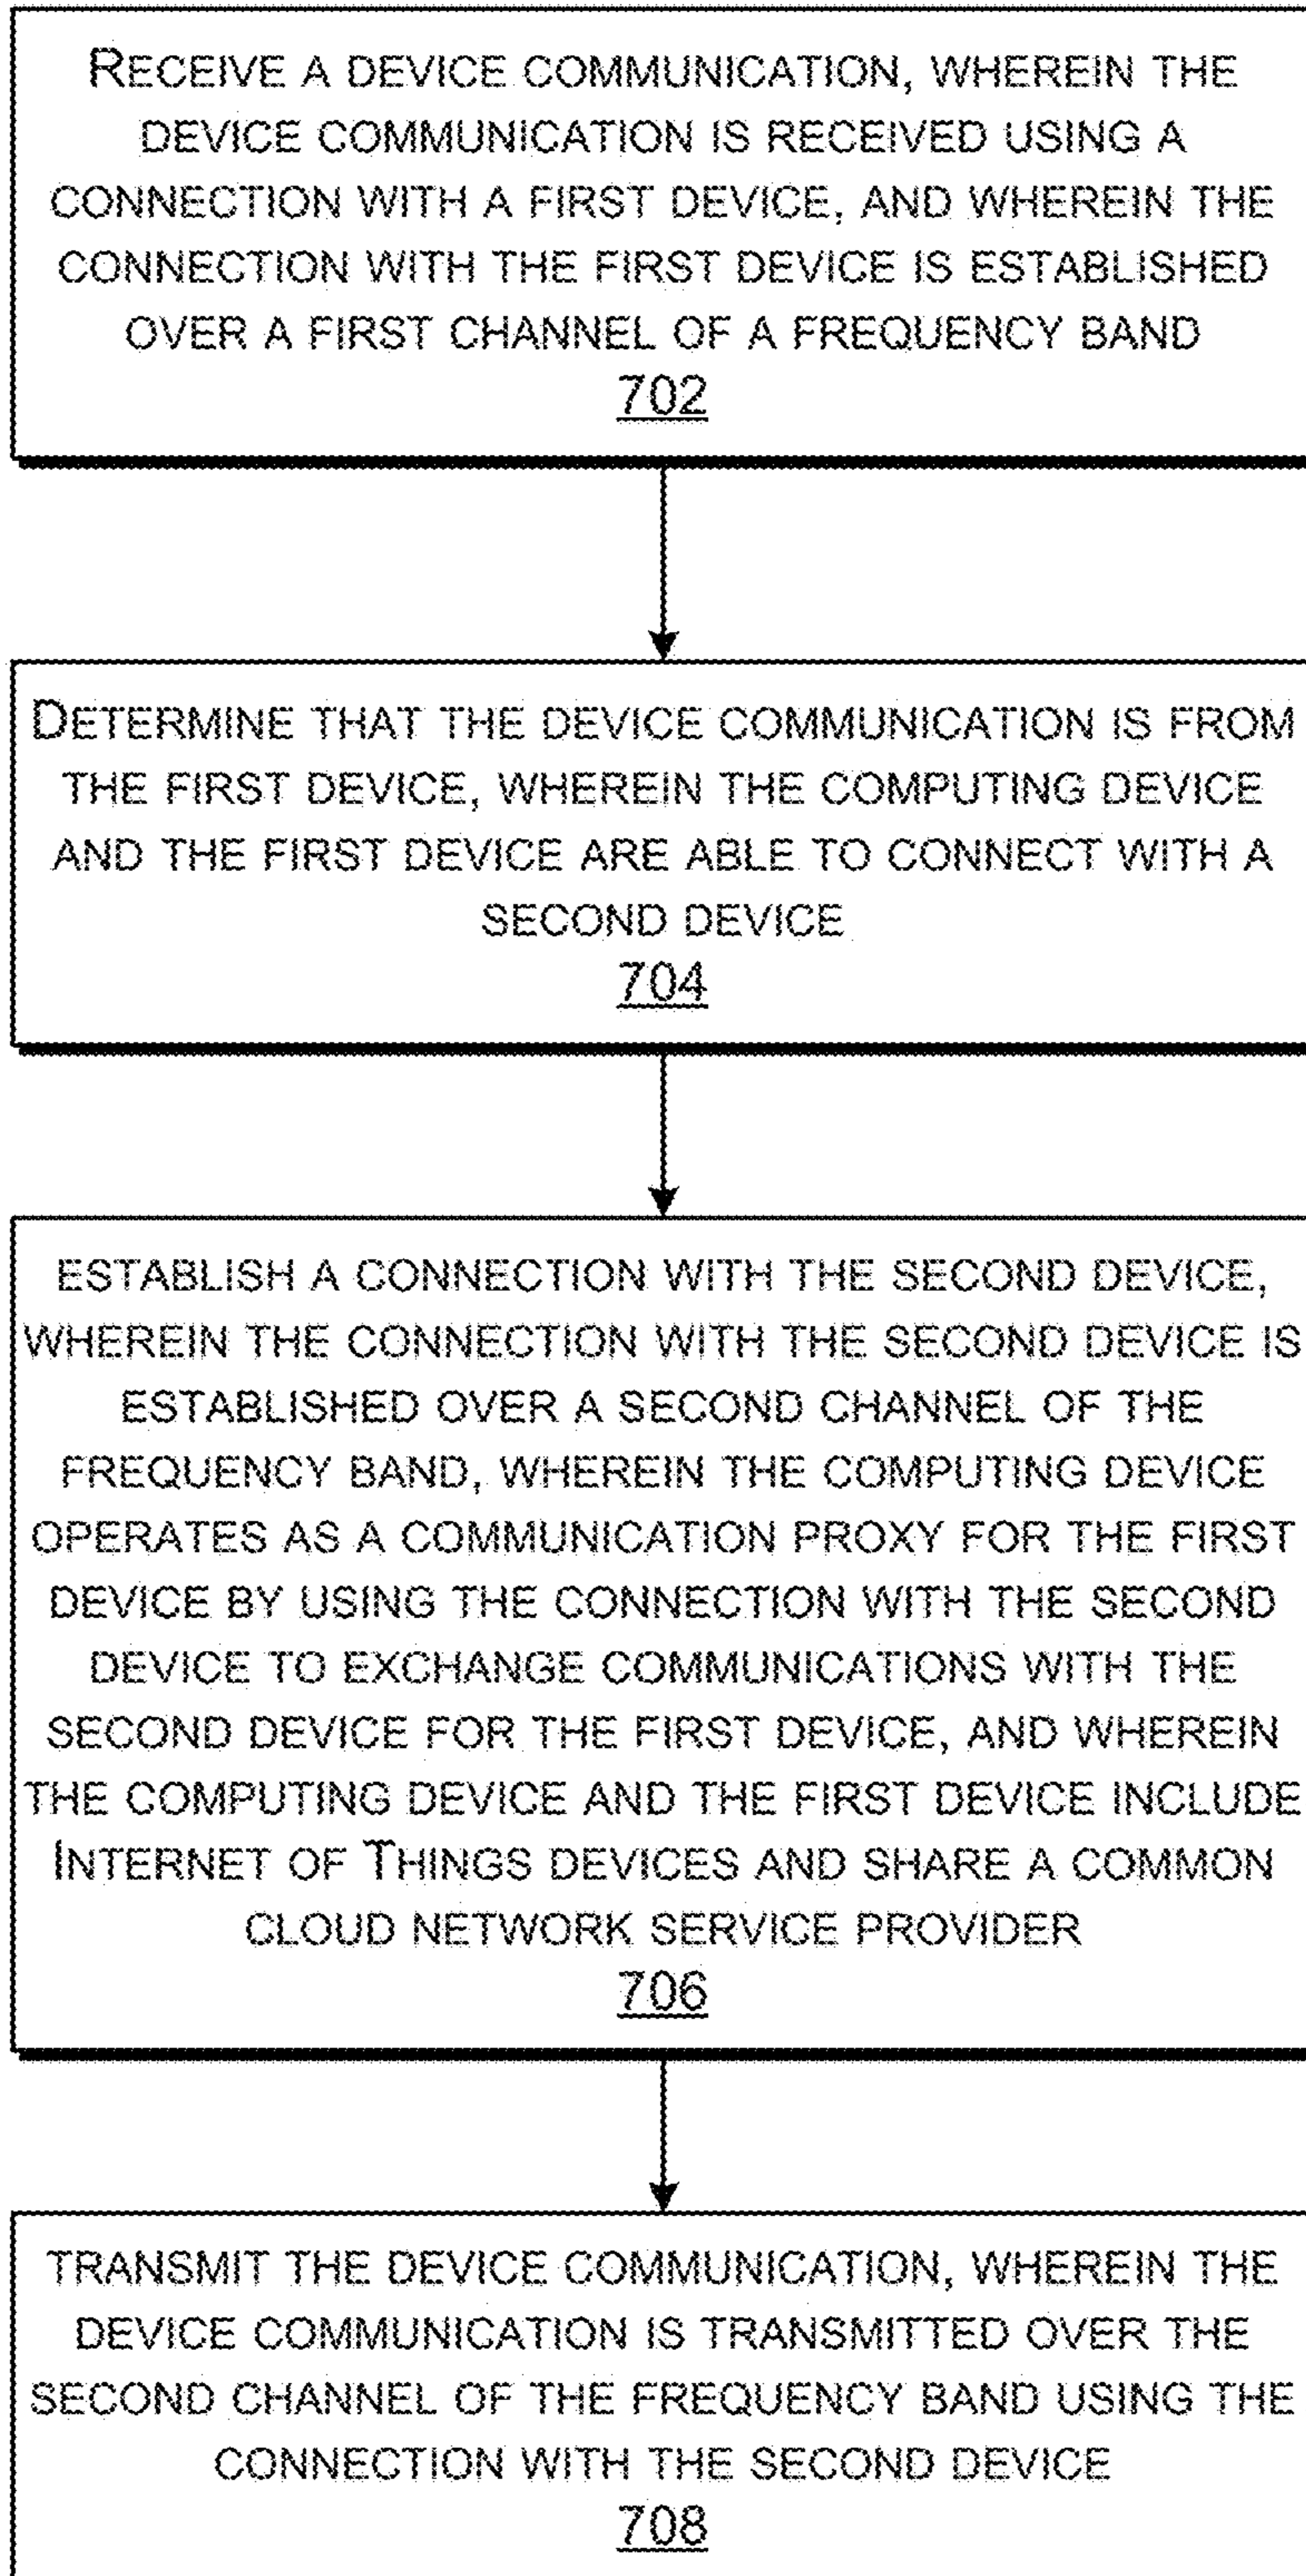 RECEIVE A DEVICE COMMUNICATION, WHEREIN THE
DEVICE COMMUNICATION IS RECEIVED USING A
CONNECTION WITH A FIRST DEVICE, AND WHEREIN THE
CONNECTION WITH THE FIRST DEVICE IS ESTABLISHED
OVER A FIRST CHANNEL OF A FREQUENCY BAND
702
DETERMINE THAT THE DEVICE COMMUNICATION IS FROM
THE FIRST DEVICE, WHEREIN THE COMPUTING DEVICE
AND THE FIRST DEVICE ARE ABLE TO CONNECT WITH A
SECOND DEVICE
704
ESTABLISH A CONNECTION WITH THE SECOND DEVICE,
WHEREIN THE CONNECTION WITH THE SECOND DEVICE IS
ESTABLISHED OVER A SECOND CHANNEL OF THE
FREQUENCY BAND, WHEREIN THE COMPUTING DEVICE
OPERATES AS A COMMUNICATION PROXY FOR THE FIRST
DEVICE BY USING THE CONNECTION WITH THE SECOND
DEVICE TO EXCHANGE COMMUNICATIONS WITH THE
SECOND DEVICE FOR THE FIRST DEVICE, AND WHEREIN
THE COMPUTING DEVICE AND THE FIRST DEVICE INCLUDE
INTERNET OF THINGS DEVICES AND SHARE A COMMON
CLOUD NETWORK SERVICE PROVIDER
706
TRANSMIT THE DEVICE COMMUNICATION, WHEREIN THE
DEVICE COMMUNICATION IS TRANSMITTED OVER THE
SECOND CHANNEL OF THE FREQUENCY BAND USING THE
CONNECTION WITH THE SECOND DEVICE
708